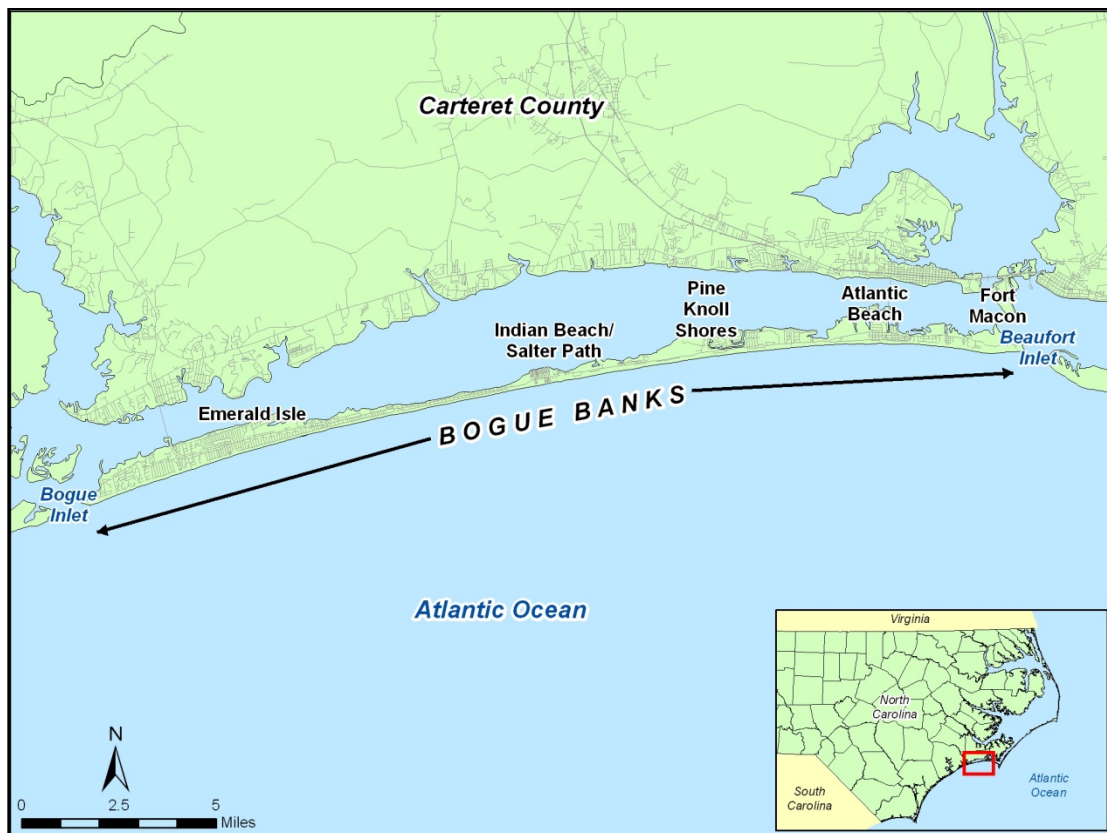 Carteret County
Pine
Knoll
Shores
Atlantic
Beach
Fort
Macon
Indian Beach/
Salter Path
Beaufort
Inlet
Emerald Isle
BOGUE BANKS
Bogue
Inlet
Atlantic Ocean
N
0 2.5 5
Miles
Virginia
North
Carolina
South
Carolina
Atlantic
Ocean